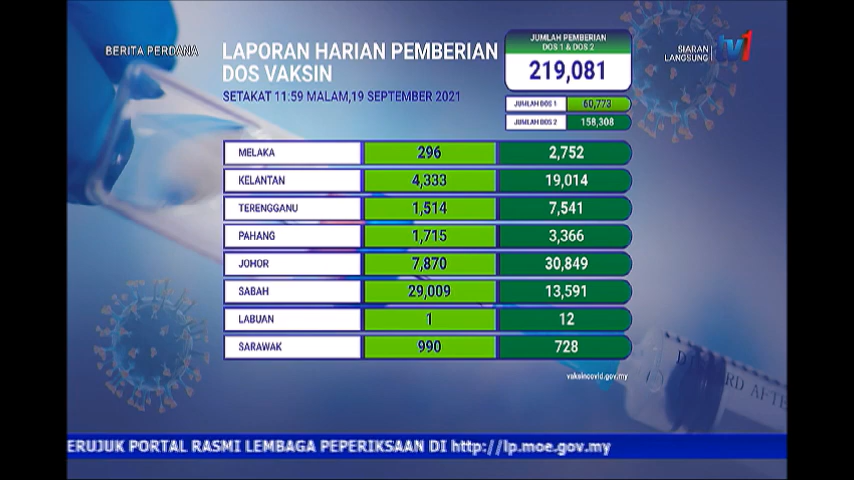 BERITA PERDANA
LAPORAN HARIAN PEMBERIAN
DOS VAKSIN
SETAKAT 11:59 MALAM,19 SEPTEMBER 2021
JUMLAH PEMBERIAN
DOS 1 & DOS 2
219,081
JUMLAH DOS 1 60,773
JUMLAH DOS 2 158,308
SIARAN
LANGSUNG
tv1
MELAKA 296 2,752
KELANTAN 4,333 19,014
TERENGGANU 1,514 7,541
PAHANG 1,715 3,366
JOHOR 7,870 30,849
SABAH 29,009 13,591
LABUAN 1 12
SARAWAK 990 728
vaksincovid.gov.my
RD AFTE
ERUJUK PORTAL RASMI LEMBAGA PEPERIKSAAN DI http://lp.moe.gov.my